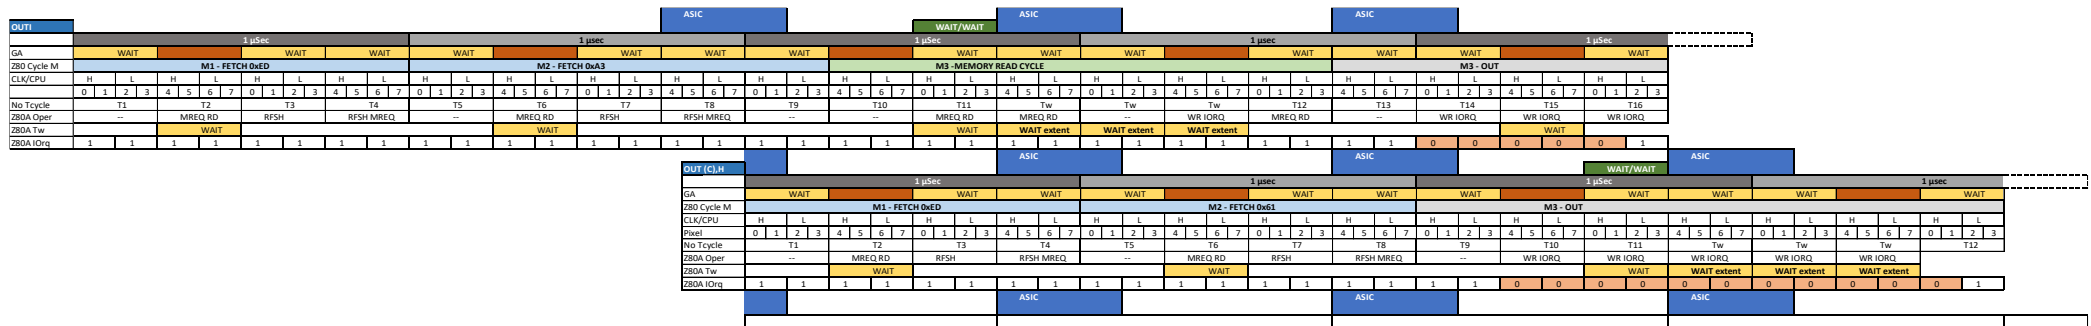 ASIC ASIC ASIC
OUTI WAIT/WAIT
1 µSec 1 µsec 1 µSec 1 µsec 1 µSec
GA WAIT WAIT WAIT WAIT WAIT WAIT WAIT WAIT WAIT WAIT WAIT WAIT WAIT WAIT
Z80 Cycle M M1 - FETCH 0xED M2 - FETCH 0xA3 M3 -MEMORY READ CYCLE M3 - OUT
CLK/CPU H L H L H L H L H L H L H L H L H L H L H L H L H L H L H L H L H L H L H L
0 1 2 3 4 5 6 7 0 1 2 3 4 5 6 7 0 1 2 3 4 5 6 7 0 1 2 3 4 5 6 7 0 1 2 3 4 5 6 7 0 1 2 3 4 5 6 7 0 1 2 3 4 5 6 7 0 1 2 3 4 5 6 7 0 1 2 3 4 5 6 7 0 1 2 3
No Tcycle T1 T2 T3 T4 T5 T6 T7 T8 T9 T10 T11 Tw Tw Tw T12 T13 T14 T15 T16
Z80A Oper -- MREQ RD RFSH RFSH MREQ -- MREQ RD RFSH RFSH MREQ -- -- MREQ RD MREQ RD -- WR IORQ MREQ RD -- WR IORQ WR IORQ WR IORQ
Z80A Tw WAIT WAIT WAIT WAIT extent WAIT extent WAIT extent WAIT
Z80A IOrq 1 1 1 1 1 1 1 1 1 1 1 1 1 1 1 1 1 1 1 1 1 1 1 1 1 1 1 1 1 1 1 1 0 0 0 0 0 1
ASIC ASIC ASIC
OUT (C),H WAIT/WAIT
1 µSec 1 µsec 1 µSec 1 µsec
GA WAIT WAIT WAIT WAIT WAIT WAIT WAIT WAIT WAIT WAIT WAIT
Z80 Cycle M M1 - FETCH 0xED M2 - FETCH 0x61 M3 - OUT
CLK/CPU H L H L H L H L H L H L H L H L H L H L H L H L H L H L H L
Pixel 0 1 2 3 4 5 6 7 0 1 2 3 4 5 6 7 0 1 2 3 4 5 6 7 0 1 2 3 4 5 6 7 0 1 2 3 4 5 6 7 0 1 2 3 4 5 6 7 0 1 2 3 4 5 6 7 0 1 2 3
No Tcycle T1 T2 T3 T4 T5 T6 T7 T8 T9 T10 T11 Tw Tw Tw T12
Z80A Oper -- MREQ RD RFSH RFSH MREQ -- MREQ RD RFSH RFSH MREQ -- WR IORQ WR IORQ WR IORQ WR IORQ WR IORQ
Z80A Tw WAIT WAIT WAIT WAIT extent WAIT extent WAIT extent
Z80A IOrq 1 1 1 1 1 1 1 1 1 1 1 1 1 1 1 1 1 1 0 0 0 0 0 0 0 0 0 0 0 1
ASIC ASIC ASIC